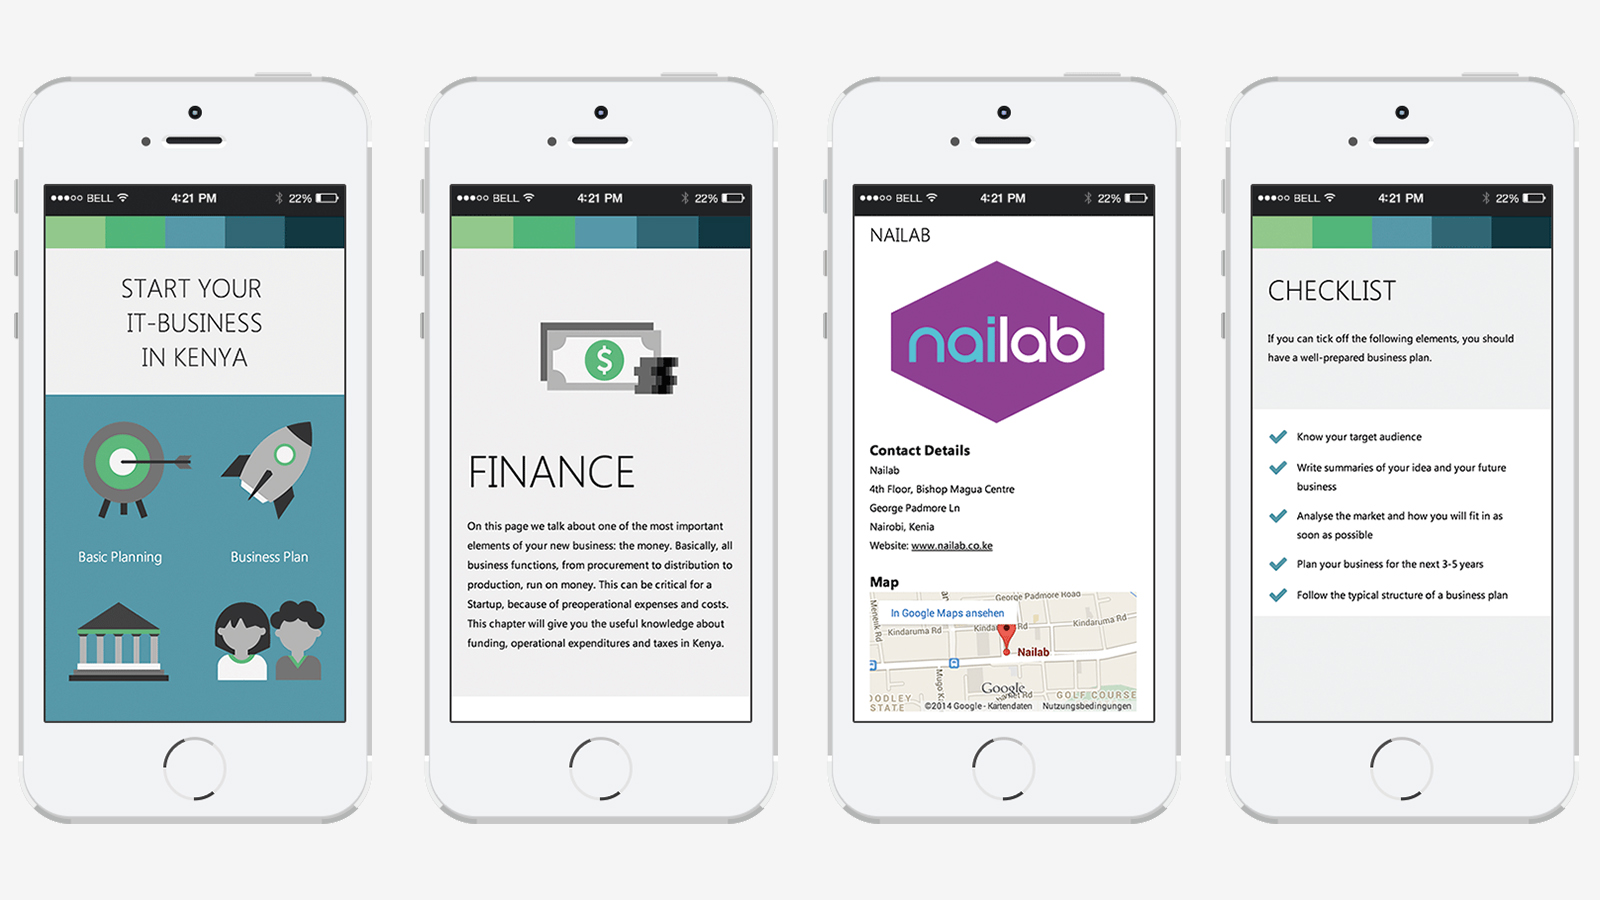 BELL 4:21 PM 22%
START YOUR
IT-BUSINESS
IN KENYA
Basic Planning
Business Plan
BELL 4:21 PM 22%
$
FINANCE
On this page we talk about one of the most important
elements of your new business: the money. Basically, all
business functions, from procurement to distribution to
production, run on money. This can be critical for a
Startup, because of preoperational expenses and costs.
This chapter will give you the useful knowledge about
funding, operational expenditures and taxes in Kenya.
BELL 4:21 PM 22%
NAILAB
nailab
Contact Details
Nailab
4th Floor, Bishop Magua Centre
George Padmore Ln
Nairobi, Kenia
Website: www.nailab.co.ke
Map
George Padmore Road
In Google Maps ansehen
Menelik Rd
Kindaruma Rd
Kindaruma Rd
Nailab
Google
GOLF COURSE
ESTATE
©2014 Google - Kartendaten Nutzungsbedingungen
BELL 4:21 PM 22%
CHECKLIST
If you can tick off the following elements, you should
have a well-prepared business plan.
Know your target audience
Write summaries of your idea and your future
business
Analyse the market and how you will fit in as
soon as possible
Plan your business for the next 3-5 years
Follow the typical structure of a business plan